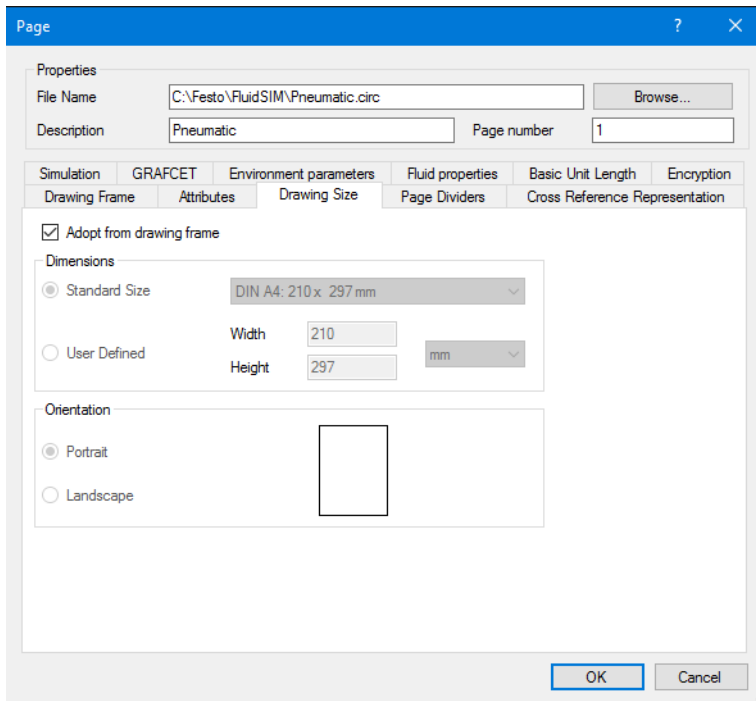 Page ?
Properties
File Name C:\Festo\FluidSIM\Pneumatic.circ Browse...
Description Pneumatic Page number 1
Simulation GRAFCET Environment parameters Fluid properties Basic Unit Length Encryption
Drawing Frame Attributes Drawing Size Page Dividers Cross Reference Representation
Adopt from drawing frame
Dimensions
Standard Size DIN A4: 210 x 297 mm
Width 210
User Defined mm
Height 297
Orientation
Portrait
Landscape
OK Cancel